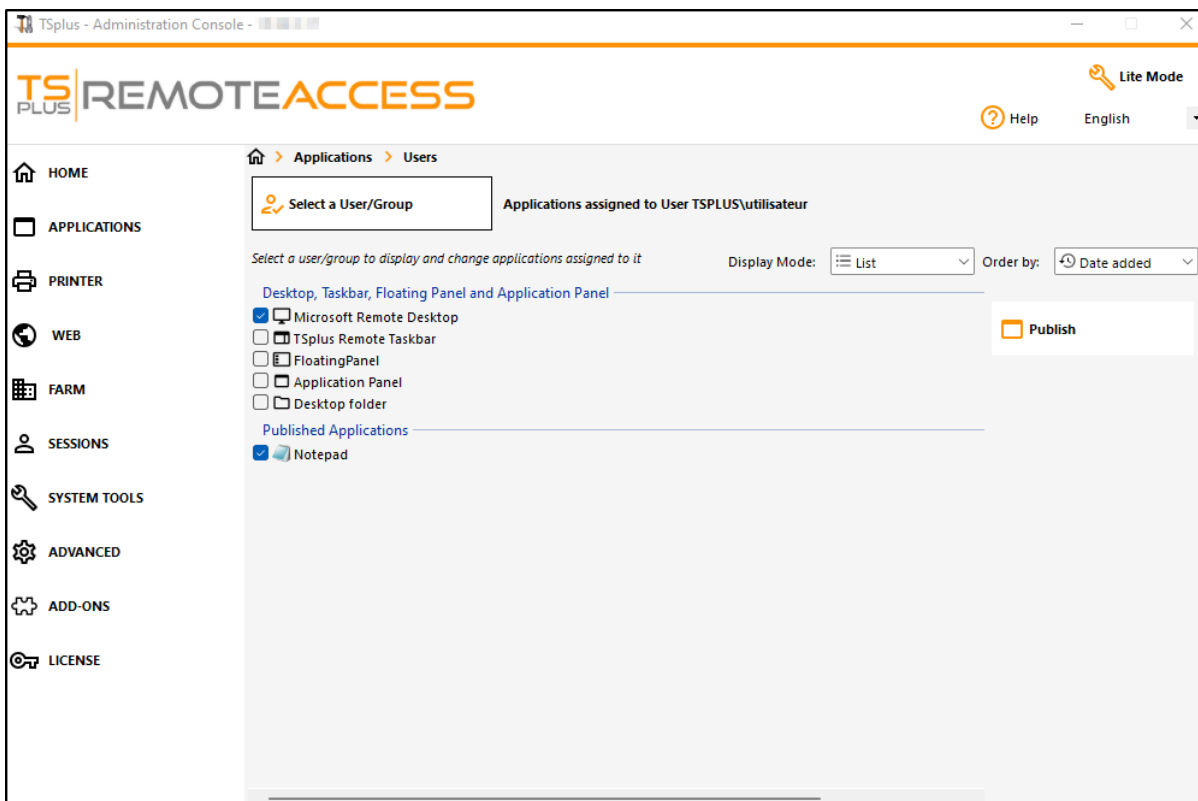 TSplus - Administration Console -
TS PLUS REMOTEACCESS
Lite Mode
Help English
HOME
APPLICATIONS
PRINTER
WEB
FARM
SESSIONS
SYSTEM TOOLS
ADVANCED
ADD-ONS
LICENSE
Applications > Users
Select a User/Group Applications assigned to User TSPLUS\utilisateur
Select a user/group to display and change applications assigned to it Display Mode: List Order by: Date added
Desktop, Taskbar, Floating Panel and Application Panel
Microsoft Remote Desktop
TSplus Remote Taskbar
FloatingPanel
Application Panel
Desktop folder
Published Applications
Notepad
Publish